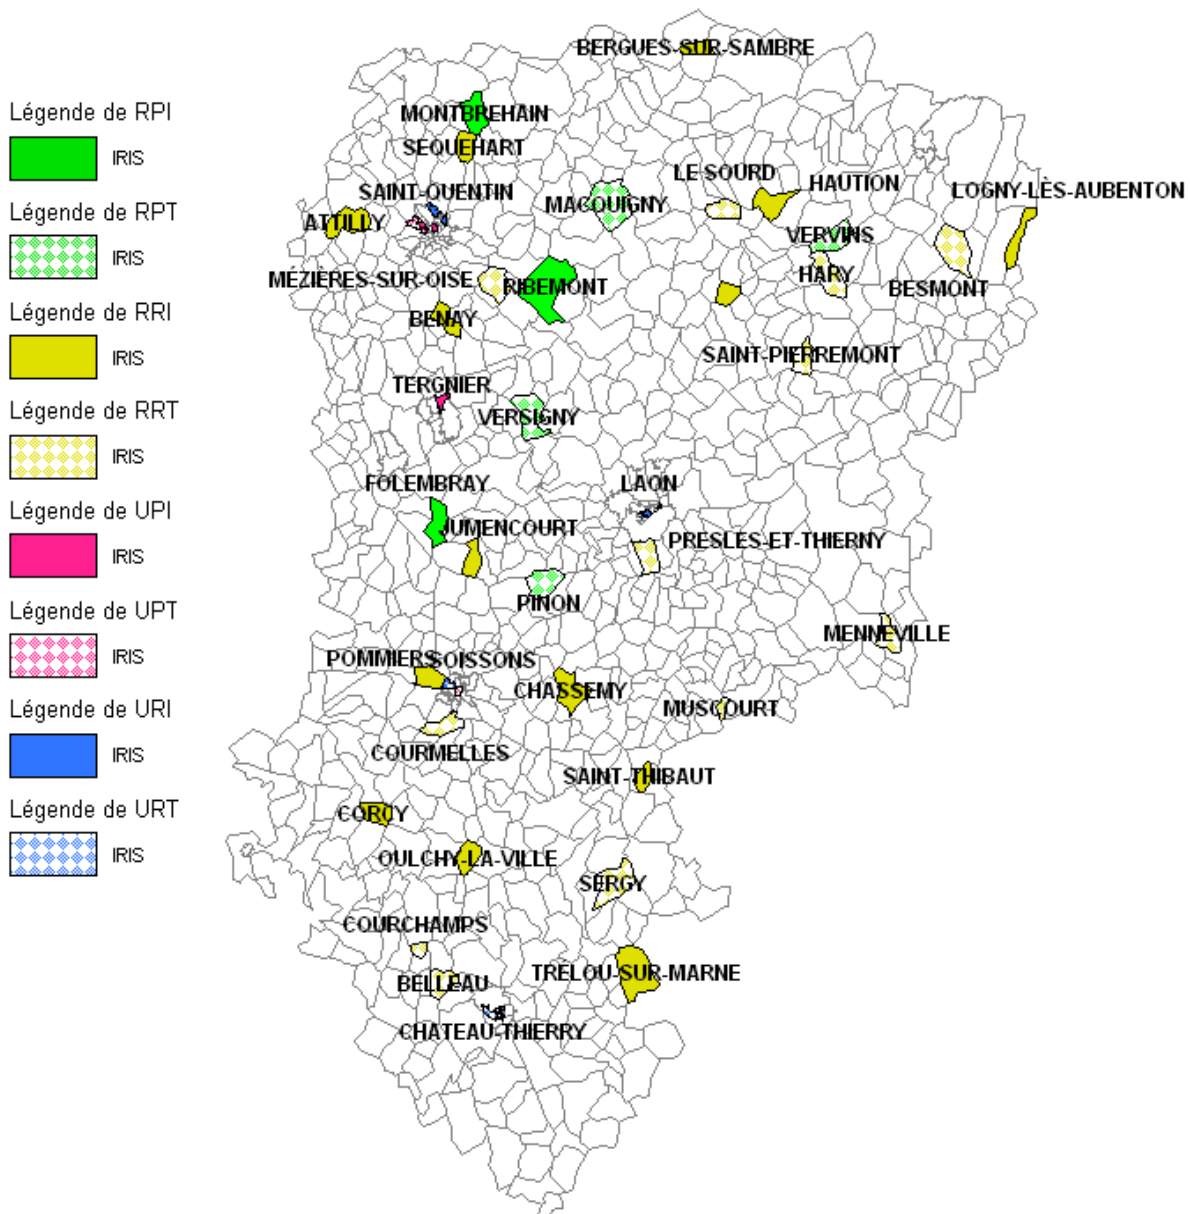 Légende de RPI
IRIS
Légende de RPT
IRIS
Légende de RRI
IRIS
Légende de RRT
IRIS
Légende de UPI
IRIS
Légende de UPT
IRIS
Légende de URI
IRIS
Légende de URT
IRIS
BERGUES-SUR-SAMBRE
MONTBREHAIN
SEQUEHART
LE SOURD
HAUTION
LOGNY-LÈS-AUBENTON
SAINT-QUENTIN
MACQUIGNY
ATTILLY
VERVINS
MÉZIÈRES-SUR-OISE
RIBEMONT
HARY
BESMONT
BENAY
SAINT-PIERREMONT
TERGNIER
VERSIGNY
FOLEMBRAY
LAON
JUMENCOURT
PRESLES-ET-THIERNY
PINON
MENNEVILLE
POMMIERS
SOISSONS
CHASSEMY
MUSCOURT
COURMELLES
SAINT-THIBAUT
CORCY
OULCHY-LA-VILLE
SERGY
COURCHAMPS
TRELOU-SUR-MARNE
BELLEAU
CHATEAU-THIERRY